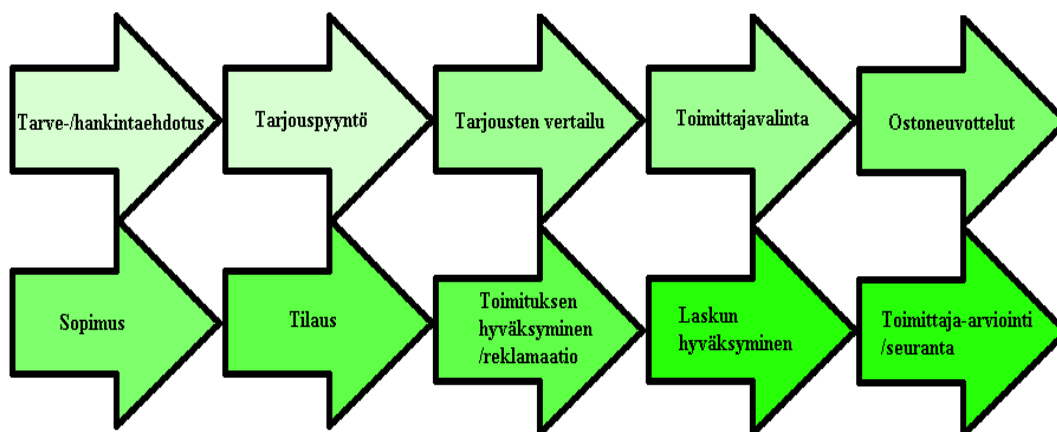 Tarve-/hankintaehdotus
Tarjouspyyntö
Tarjousten vertailu
Toimittajavalinta
Ostoneuvottelut
Sopimus
Tilaus
Toimituksen
hyväksyminen
/reklamaatio
Laskun
hyväksyminen
Toimittaja-arviointi
/seuranta